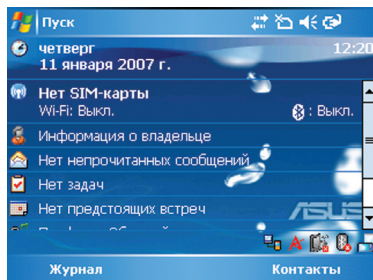 Пуск
четверг 12:20
11 января 2007 г.
Нет SIM-карты
Wi-Fi: Выкл. : Выкл.
Информация о владельце
Нет непрочитанных сообщений
Нет задач
Нет предстоящих встреч
ASUS
Журнал Контакты